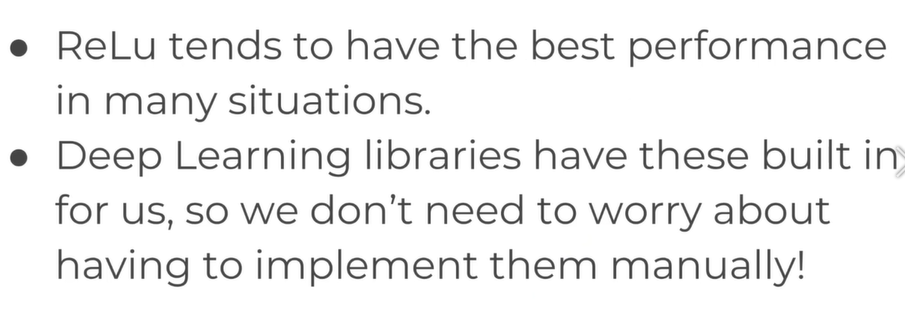 ● ReLu tends to have the best performance
in many situations.
● Deep Learning libraries have these built in
for us, so we don’t need to worry about
having to implement them manually!